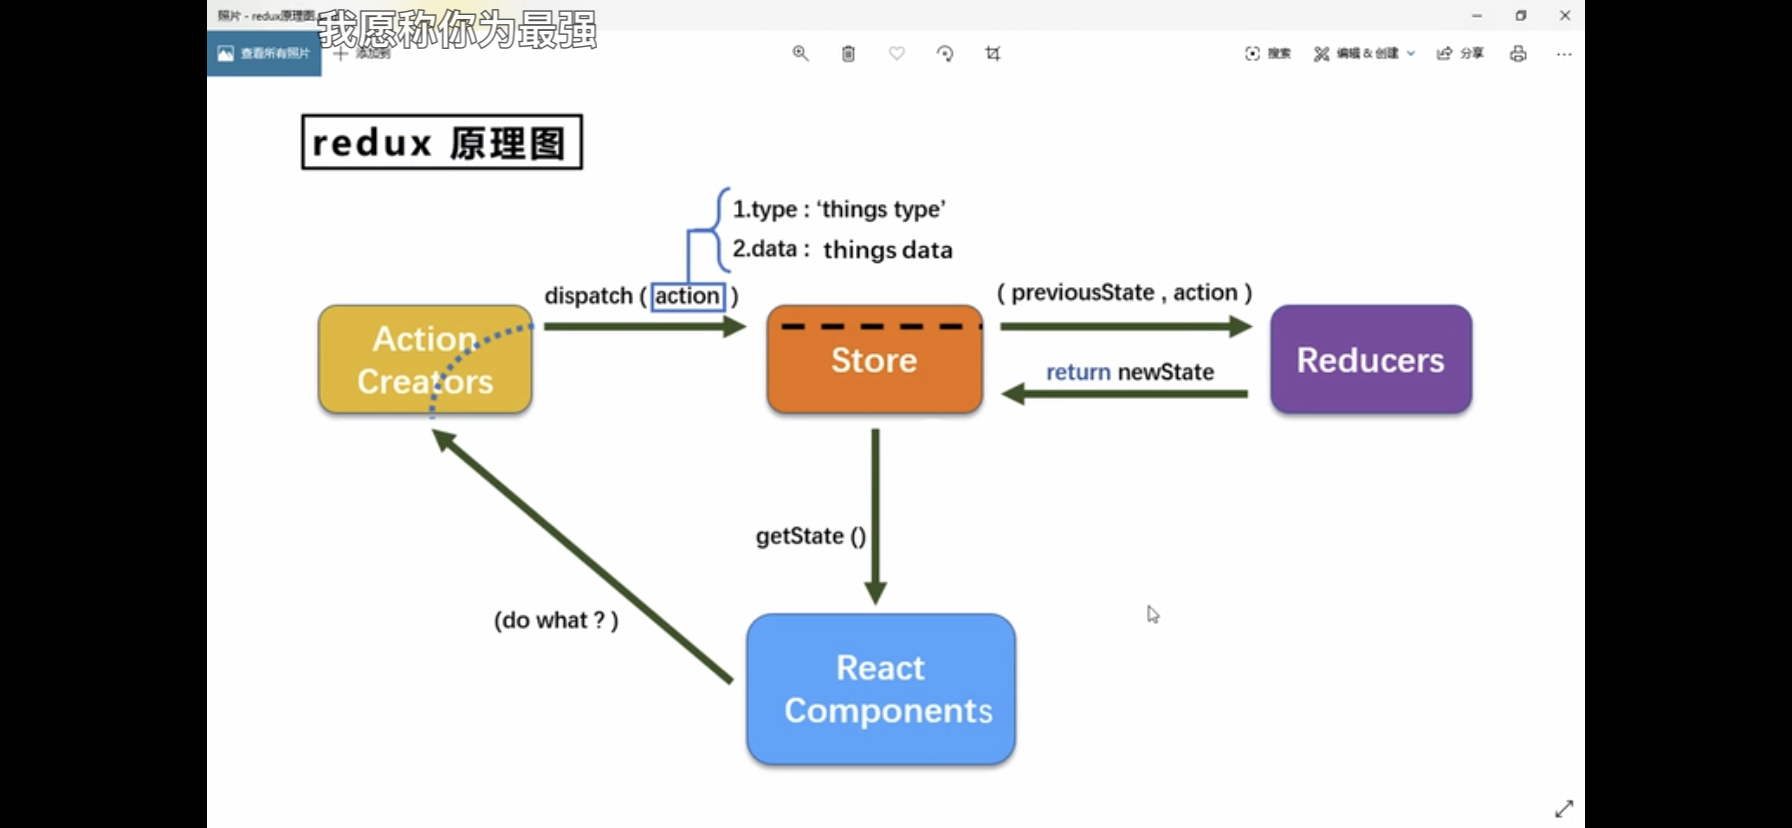 照片 - redux原理图
我愿称你为最强
查看所有照片
添加到
搜索
编辑 & 创建
分享
redux 原理图
1.type : ‘things type’
2.data : things data
dispatch ( action )
( previousState , action )
Action
Creators
Store
return newState
Reducers
getState ()
(do what ? )
React
Components